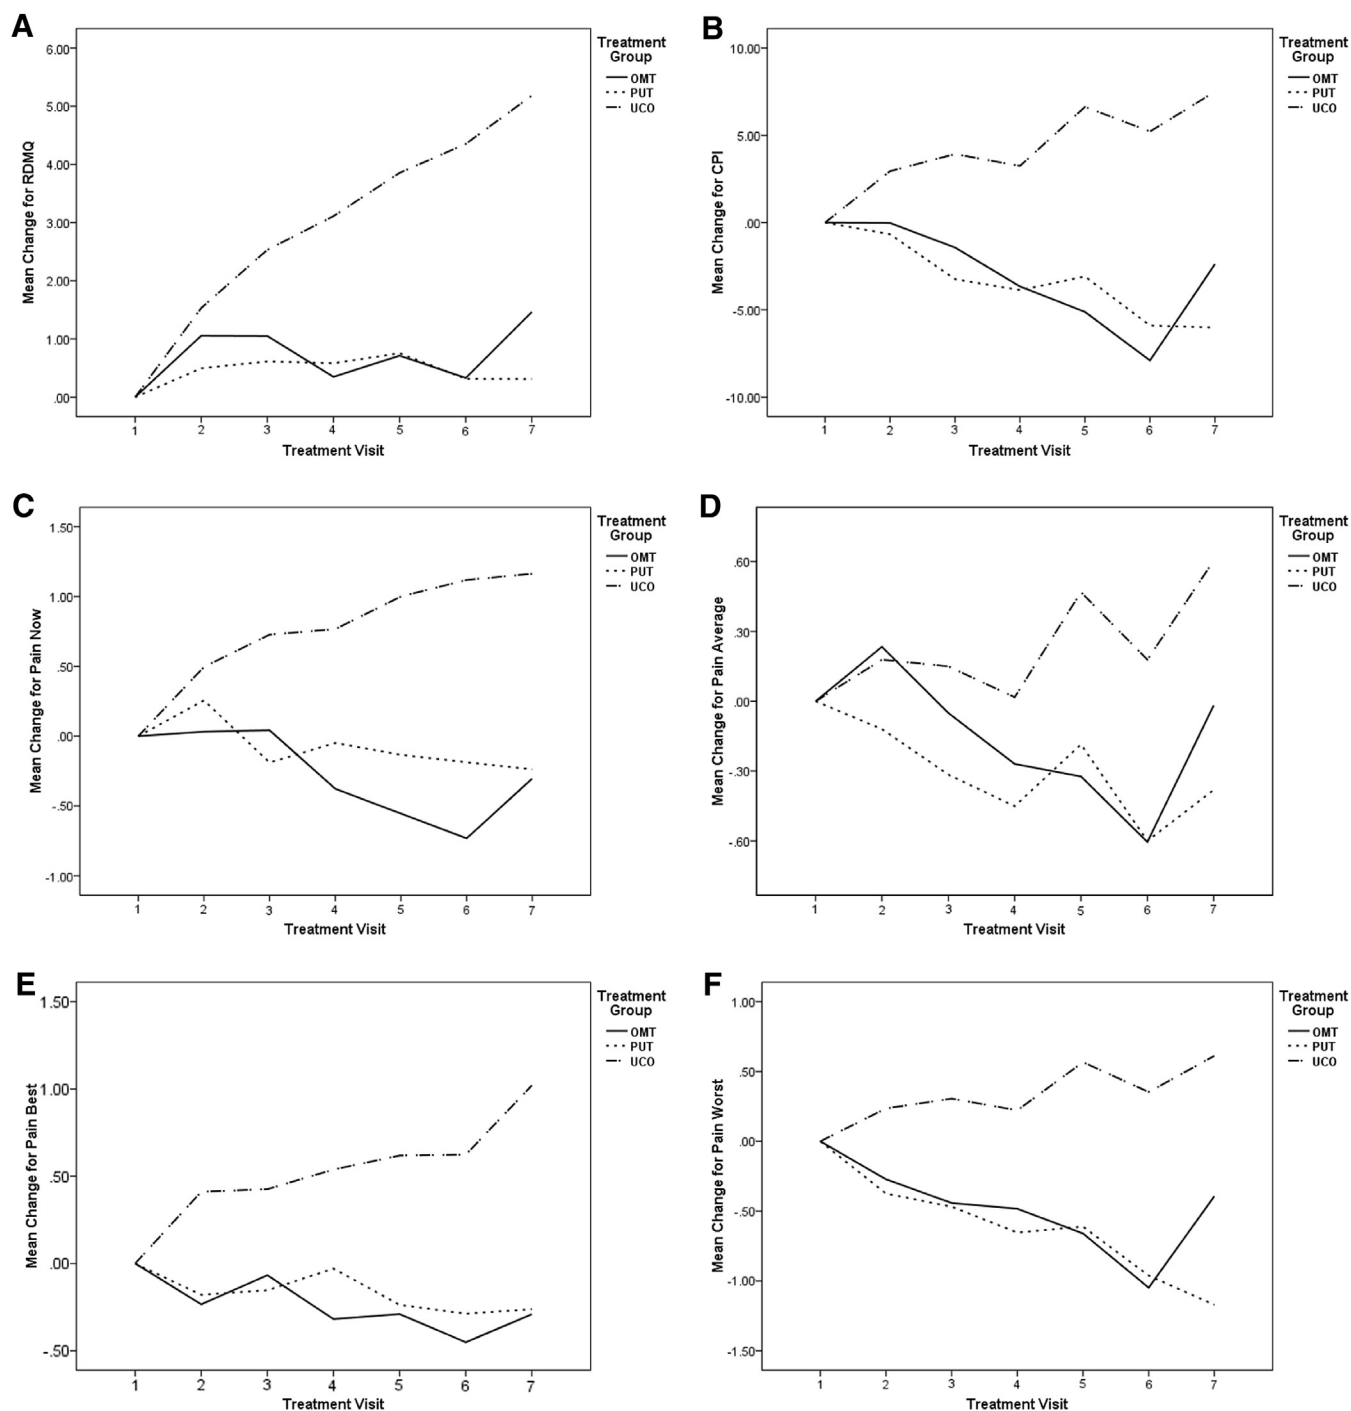 A
Mean Change for RDMQ
6.00
5.00
4.00
3.00
2.00
1.00
.00
1 2 3 4 5 6 7
Treatment Visit
Treatment
Group
OMT
PUT
UCO
B
Mean Change for CPI
10.00
5.00
.00
-5.00
-10.00
1 2 3 4 5 6 7
Treatment Visit
Treatment
Group
OMT
PUT
UCO
C
Mean Change for Pain Now
1.50
1.00
.50
.00
-.50
-1.00
1 2 3 4 5 6 7
Treatment Visit
Treatment
Group
OMT
PUT
UCO
D
Mean Change for Pain Average
.60
.30
.00
-.30
-.60
1 2 3 4 5 6 7
Treatment Visit
Treatment
Group
OMT
PUT
UCO
E
Mean Change for Pain Best
1.50
1.00
.50
.00
-.50
1 2 3 4 5 6 7
Treatment Visit
Treatment
Group
OMT
PUT
UCO
F
Mean Change for Pain Worst
1.00
.50
.00
-.50
-1.00
-1.50
1 2 3 4 5 6 7
Treatment Visit
Treatment
Group
OMT
PUT
UCO